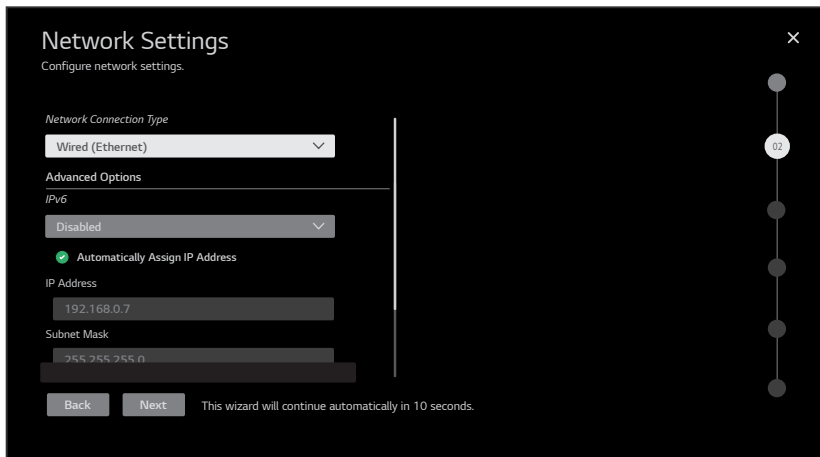 Network Settings
Configure network settings.
Network Connection Type
Wired (Ethernet)
Advanced Options
IPv6
Disabled
Automatically Assign IP Address
IP Address
192.168.0.7
Subnet Mask
255.255.255.0
Back
Next
This wizard will continue automatically in 10 seconds.
02